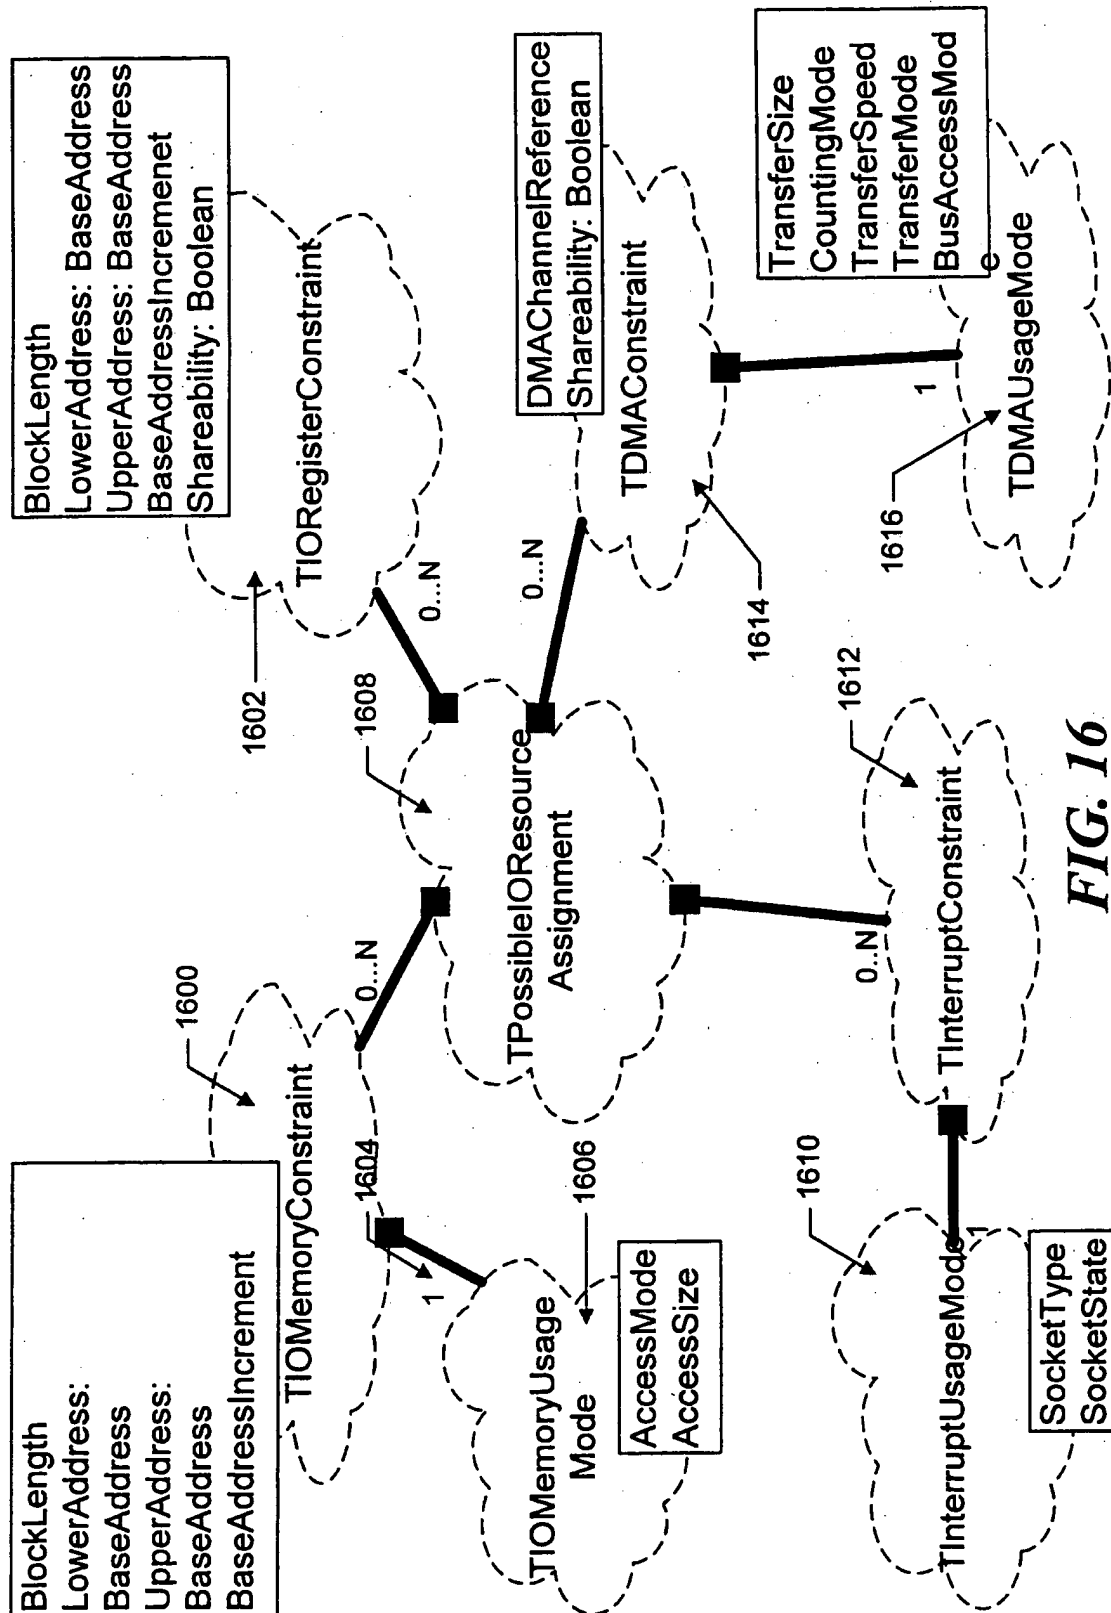 BlockLength
LowerAddress:
BaseAddress
UpperAddress:
BaseAddress
BaseAddressIncrement
TIOMemoryConstraint
1600
1604
1
0...N
TIOMemoryUsage
Mode
1606
AccessMode
AccessSize
BlockLength
LowerAddress: BaseAddress
UpperAddress: BaseAddress
BaseAddressIncremenet
Shareability: Boolean
TIORegisterConstraint
1602
0...N
1608
TPossibleIOResource
Assignment
0...N
DMAChannelReference
Shareability: Boolean
TDMAConstraint
1614
1
TransferSize
CountingMode
TransferSpeed
TransferMode
BusAccessMod
e
TDMAUsageMode
1616
0..N
1612
TInterruptConstraint
1610
TInterruptUsageMode
1
SocketType
SocketState
FIG. 16